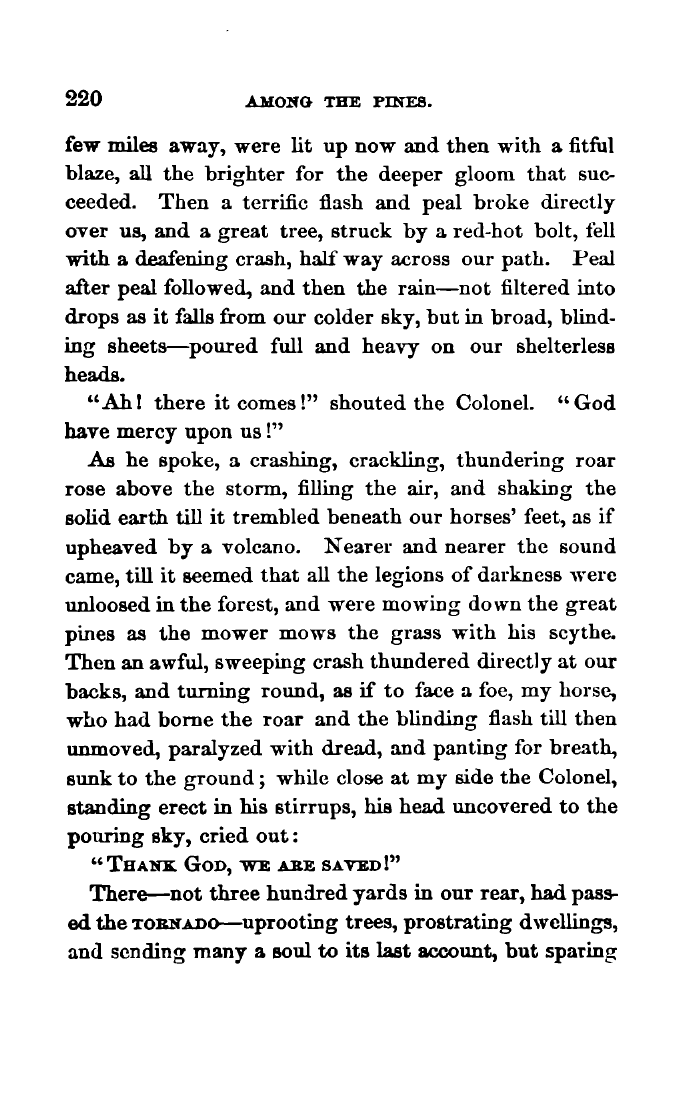 220 AMONG THE PINES.
few miles away, were lit up now and then with a fitful
blaze, all the brighter for the deeper gloom that suc-
ceeded. Then a terrific flash and peal broke directly
over us, and a great tree, struck by a red-hot bolt, fell
with a deafening crash, half way across our path. Peal
after peal followed, and then the rain—not filtered into
drops as it falls from our colder sky, but in broad, blind-
ing sheets—poured full and heavy on our shelterless
heads.
"Ah! there it comes!" shouted the Colonel. "God
have mercy upon us!"
As he spoke, a crashing, crackling, thundering roar
rose above the storm, filling the air, and shaking the
solid earth till it trembled beneath our horses' feet, as if
upheaved by a volcano. Nearer and nearer the sound
came, till it seemed that all the legions of darkness were
unloosed in the forest, and were mowing down the great
pines as the mower mows the grass with his scythe.
Then an awful, sweeping crash thundered directly at our
backs, and turning round, as if to face a foe, my horse,
who had borne the roar and the blinding flash till then
unmoved, paralyzed with dread, and panting for breath,
sunk to the ground; while close at my side the Colonel,
standing erect in his stirrups, his head uncovered to the
pouring sky, cried out:
"THANK GOD, WE ARE SAVED!"
There—not three hundred yards in our rear, had pass-
ed the TORNADO—uprooting trees, prostrating dwellings,
and sending many a soul to its last account, but sparing